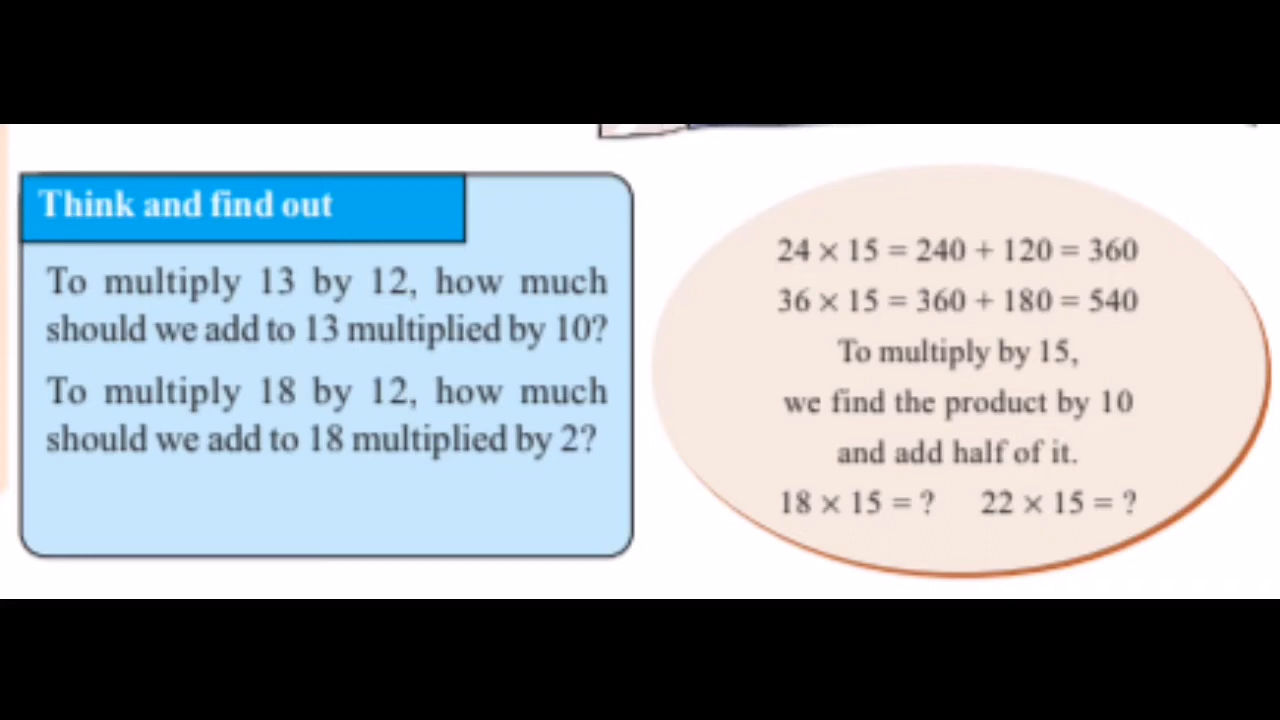 Think and find out
To multiply 13 by 12, how much
should we add to 13 multiplied by 10?
To multiply 18 by 12, how much
should we add to 18 multiplied by 2?
24 × 15 = 240 + 120 = 360
36 × 15 = 360 + 180 = 540
To multiply by 15,
we find the product by 10
and add half of it.
18 × 15 = ? 22 × 15 = ?